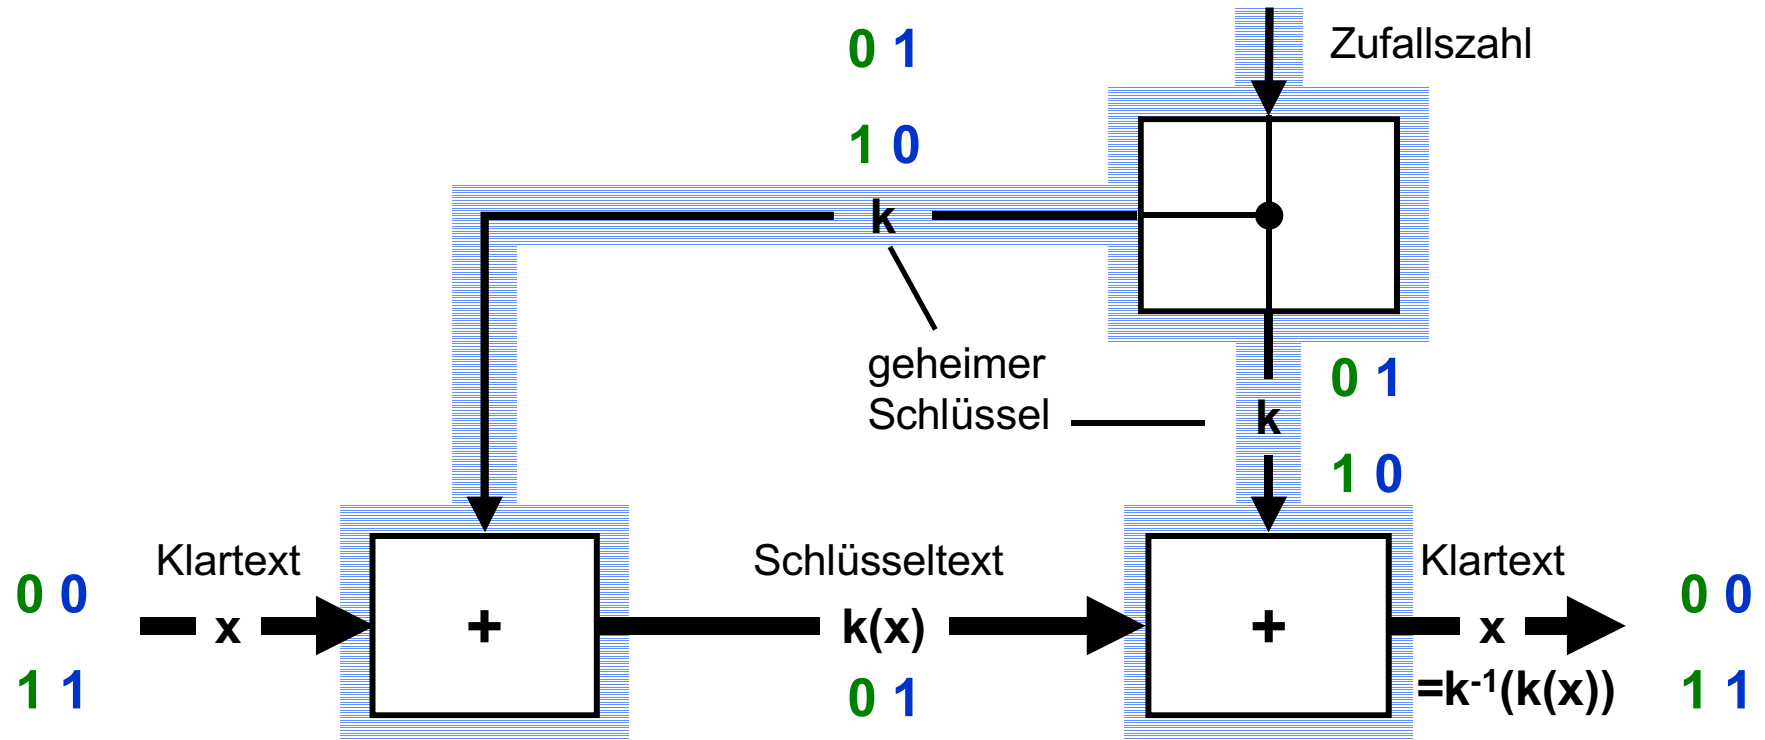 0 1
Zufallszahl
1 0
k
geheimer
Schlüssel
0 1
k
1 0
Klartext
Schlüsseltext
Klartext
0 0
x
+
k(x)
+
x
0 0
1 1
0 1
=k⁻¹(k(x))
1 1